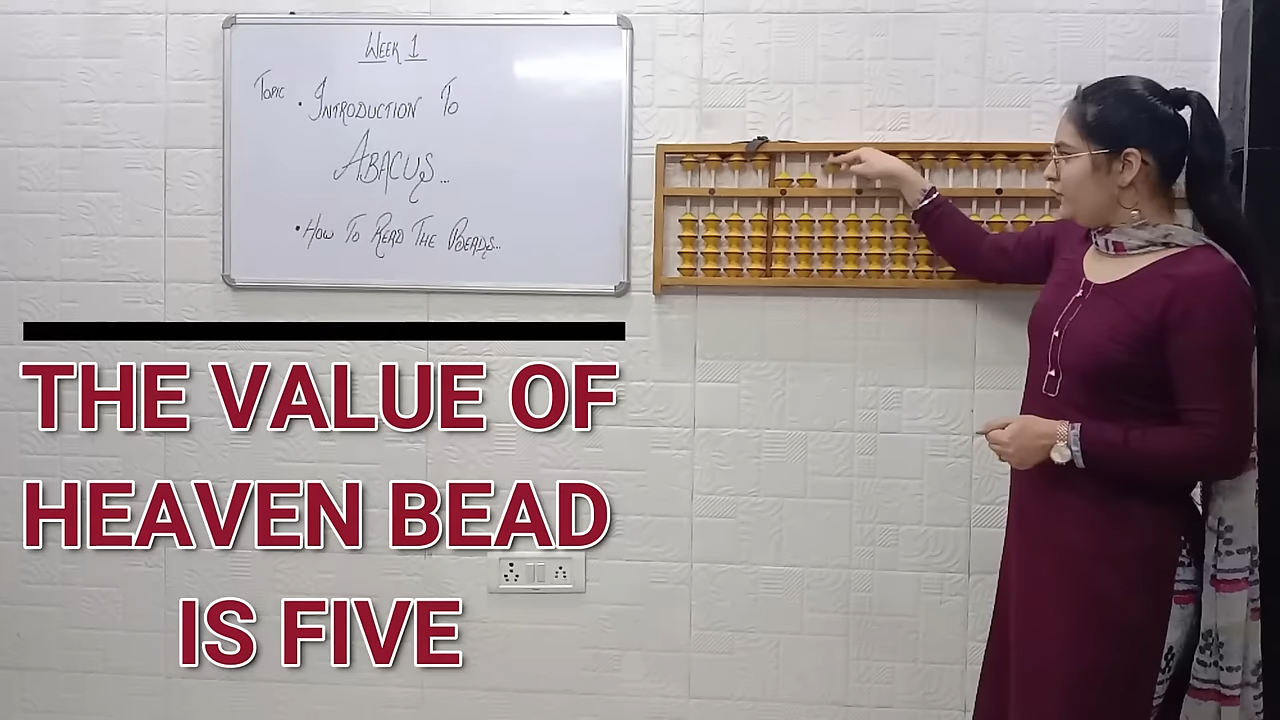 WEEK 1
TOPIC • INTRODUCTION TO
ABACUS...
• HOW TO READ THE BEADS...
THE VALUE OF
HEAVEN BEAD
IS FIVE